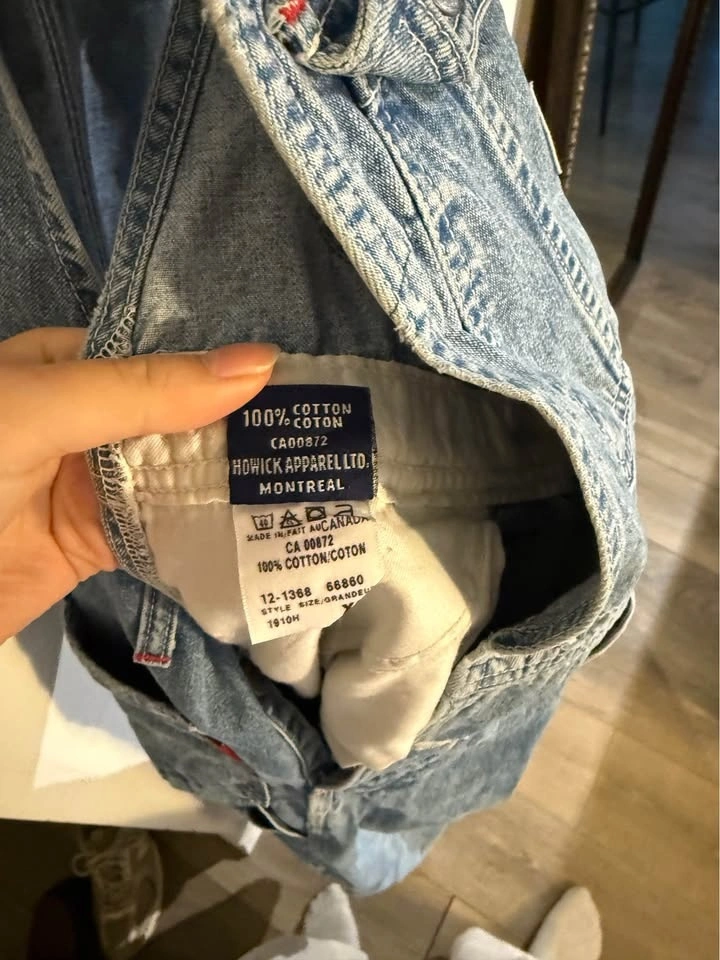 100% COTTON
COTON
CA00872
HOWICK APPAREL LTD.
MONTREAL
MADE IN/FAIT AU CANADA
CA 00872
100% COTTON/COTON
12-1368 66860
STYLE SIZE/GRANDEU
1910H